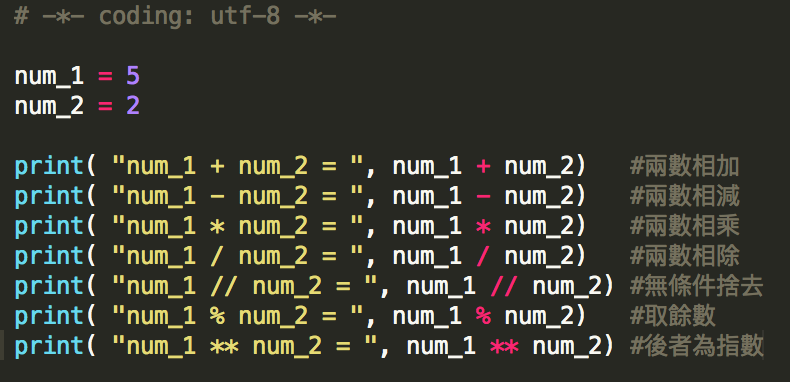 # -*- coding: utf-8 -*-
num_1 = 5
num_2 = 2
print( "num_1 + num_2 = ", num_1 + num_2)   #兩數相加
print( "num_1 - num_2 = ", num_1 - num_2)   #兩數相減
print( "num_1 * num_2 = ", num_1 * num_2)   #兩數相乘
print( "num_1 / num_2 = ", num_1 / num_2)   #兩數相除
print( "num_1 // num_2 = ", num_1 // num_2) #無條件捨去
print( "num_1 % num_2 = ", num_1 % num_2)   #取餘數
print( "num_1 ** num_2 = ", num_1 ** num_2) #後者為指數